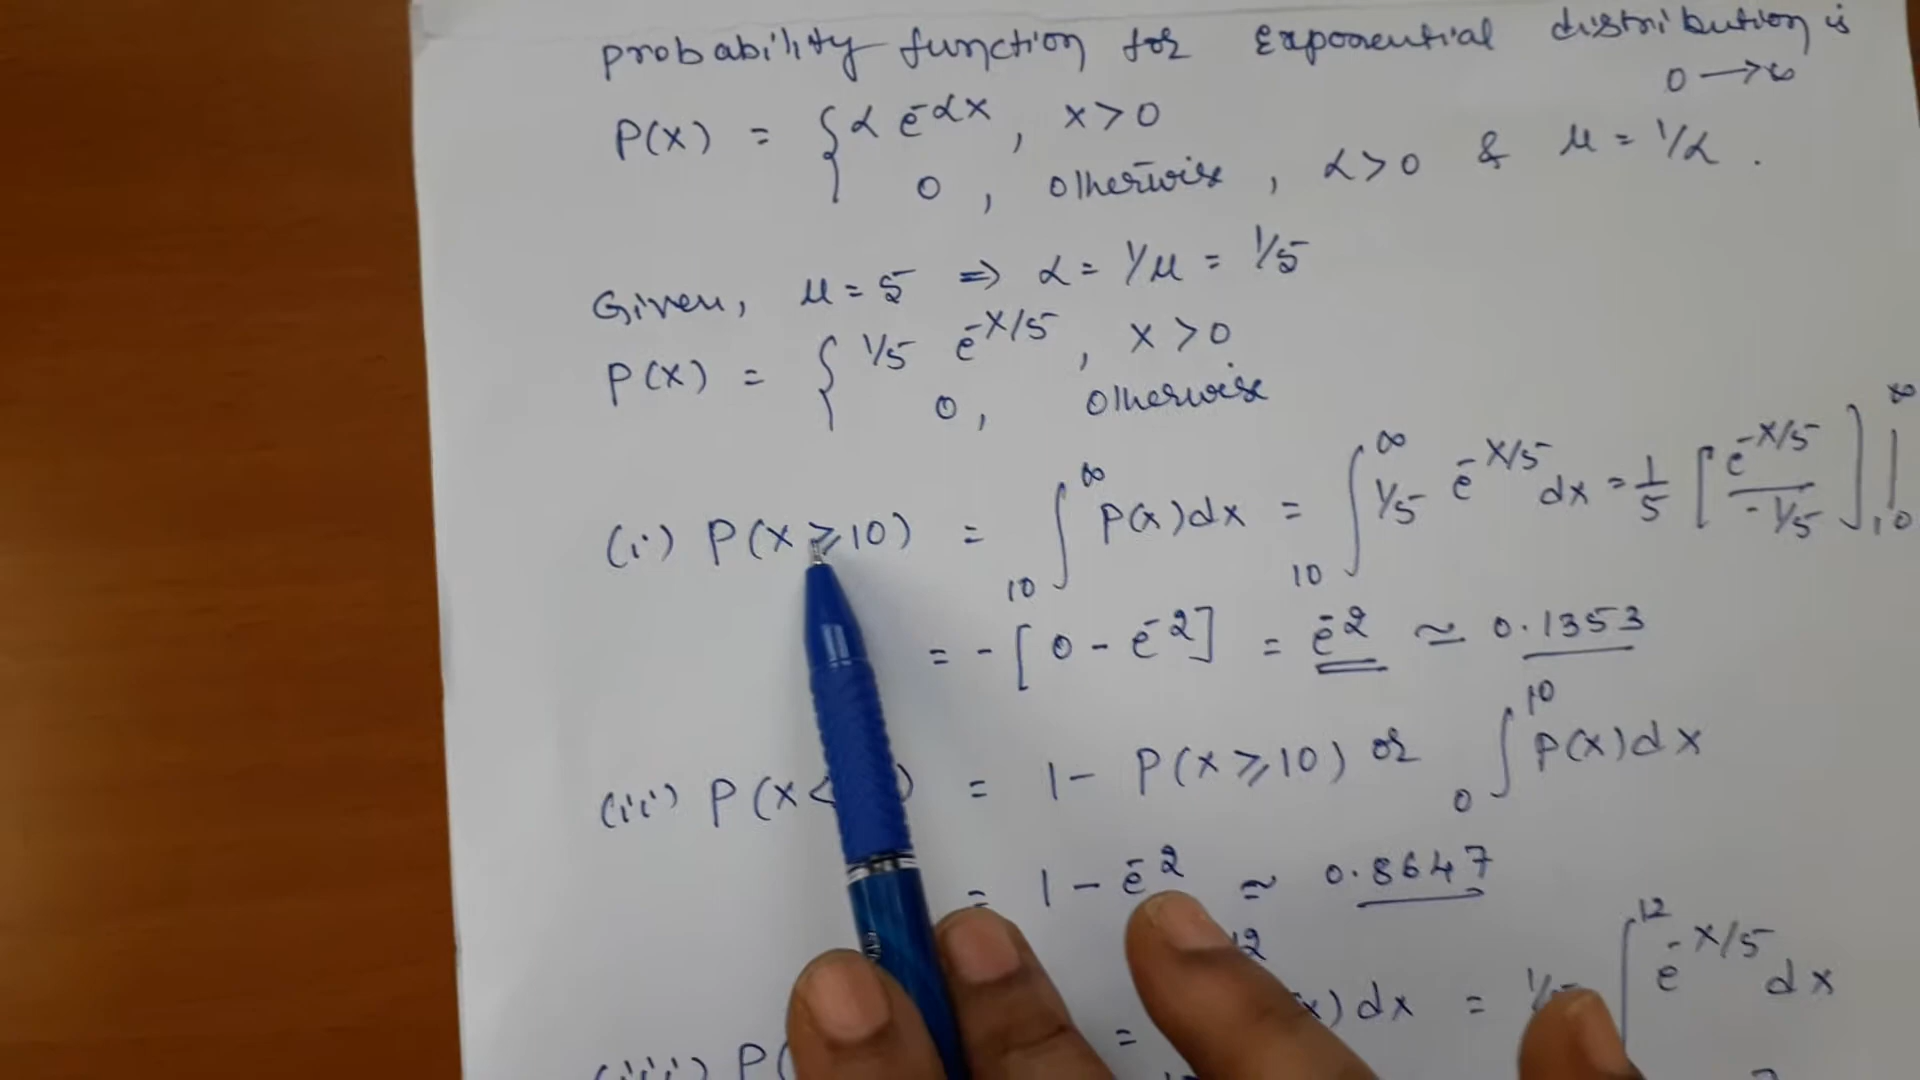 probability function for Exponential distribution is
0 → ∞
P(x) = { α e^-αx , x > 0
0 , otherwise , α > 0 & μ = 1/α .
Given, μ = 5 ⇒ α = 1/μ = 1/5
P(x) = { 1/5 e^-x/5 , x > 0
0 , otherwise
(i) P(x ≥ 10) = ∫_10^∞ P(x) dx = ∫_10^∞ 1/5 e^-x/5 dx = 1/5 [ e^-x/5 / -1/5 ] |_10^∞
= - [ 0 - e^-2 ] = e^-2 ≃ 0.1353
(ii) P(x < ) = 1 - P(x ≥ 10) or ∫_0^10 P(x) dx
= 1 - e^-2 ≃ 0.8647
(iii) P( = 12 x) dx = ∫^12 e^-x/5 dx